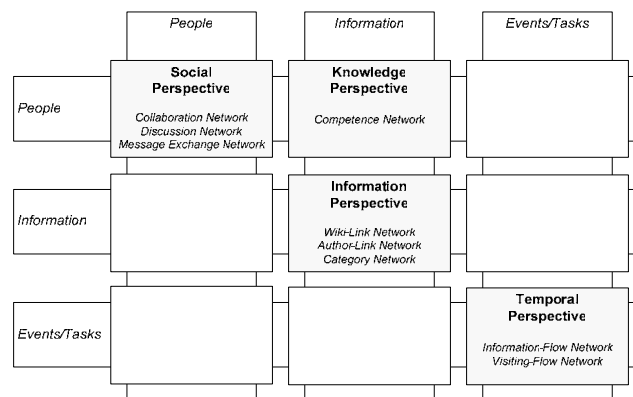 People
Information
Events/Tasks
People
Social
Perspective
Collaboration Network
Discussion Network
Message Exchange Network
Knowledge
Perspective
Competence Network
Information
Information
Perspective
Wiki-Link Network
Author-Link Network
Category Network
Events/Tasks
Temporal
Perspective
Information-Flow Network
Visiting-Flow Network